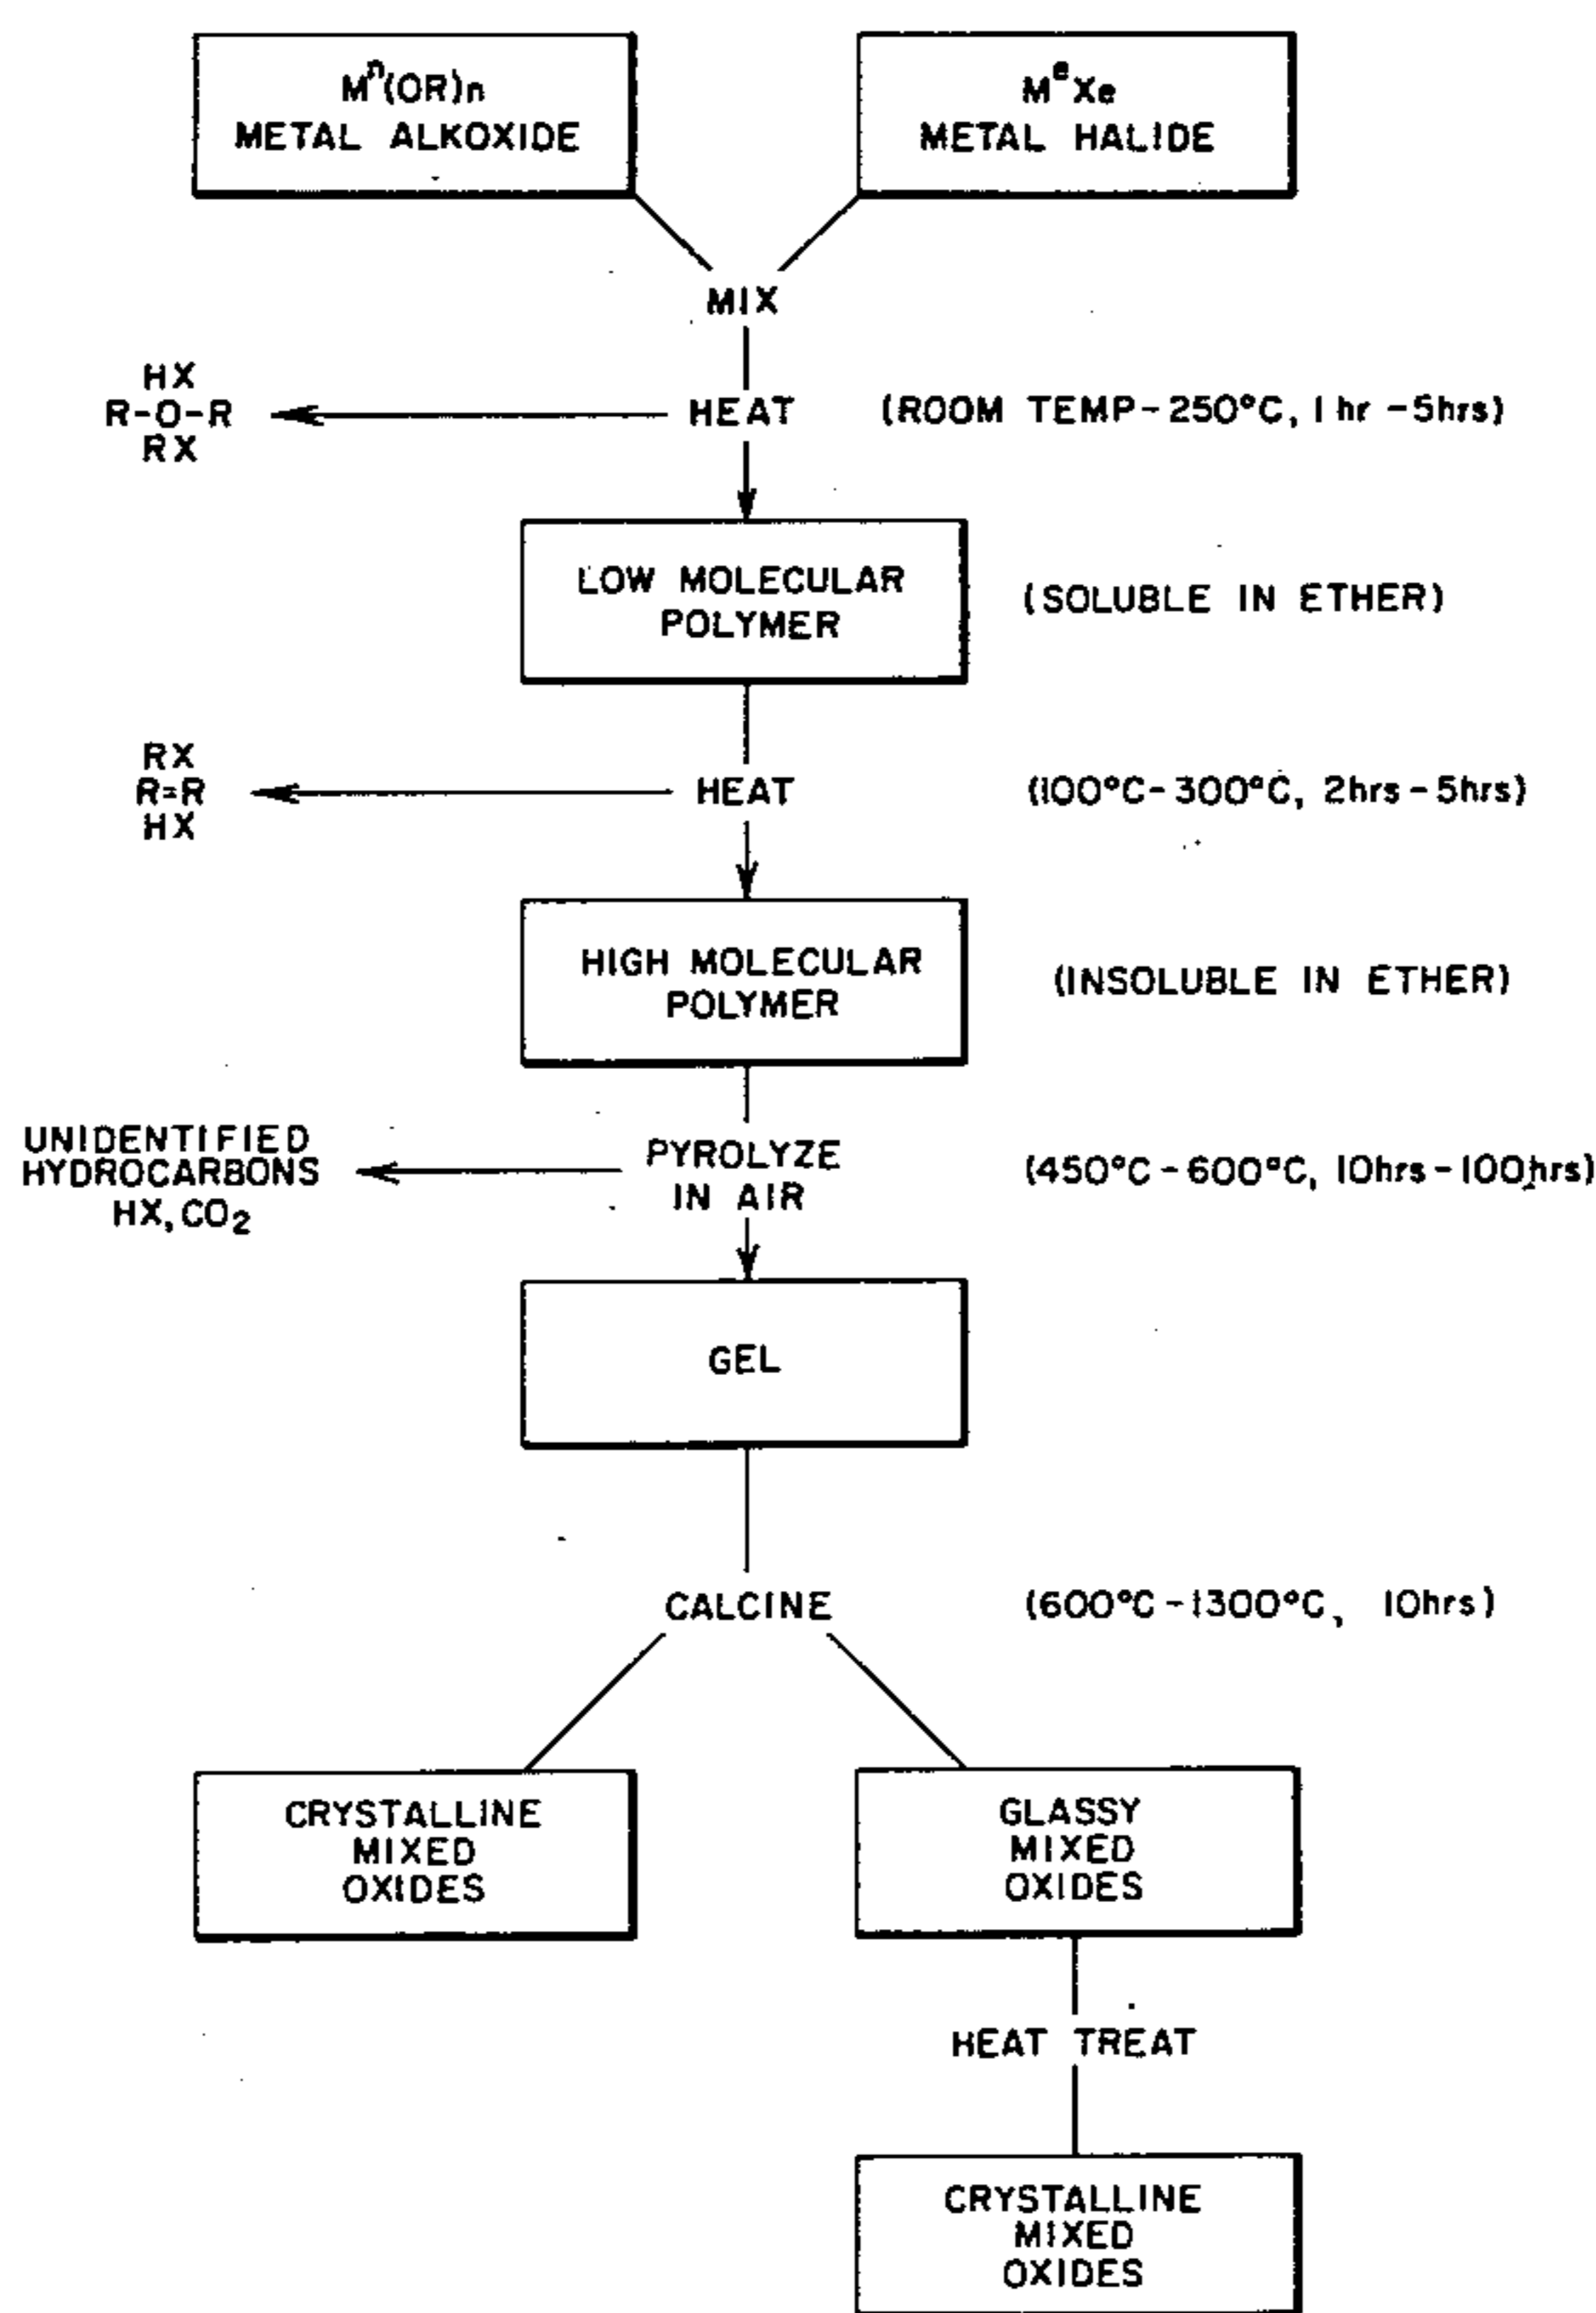 Mⁿ(OR)n
METAL ALKOXIDE
MᵉXe
METAL HALIDE
MIX
HX
R-O-R
RX
HEAT
(ROOM TEMP-250°C, 1 hr -5hrs)
LOW MOLECULAR
POLYMER
(SOLUBLE IN ETHER)
RX
R=R
HX
HEAT
(100°C-300°C, 2hrs-5hrs)
HIGH MOLECULAR
POLYMER
(INSOLUBLE IN ETHER)
UNIDENTIFIED
HYDROCARBONS
HX, CO₂
PYROLYZE
IN AIR
(450°C-600°C, 10hrs-100hrs)
GEL
CALCINE
(600°C-1300°C, 10hrs)
CRYSTALLINE
MIXED
OXIDES
GLASSY
MIXED
OXIDES
HEAT TREAT
CRYSTALLINE
MIXED
OXIDES